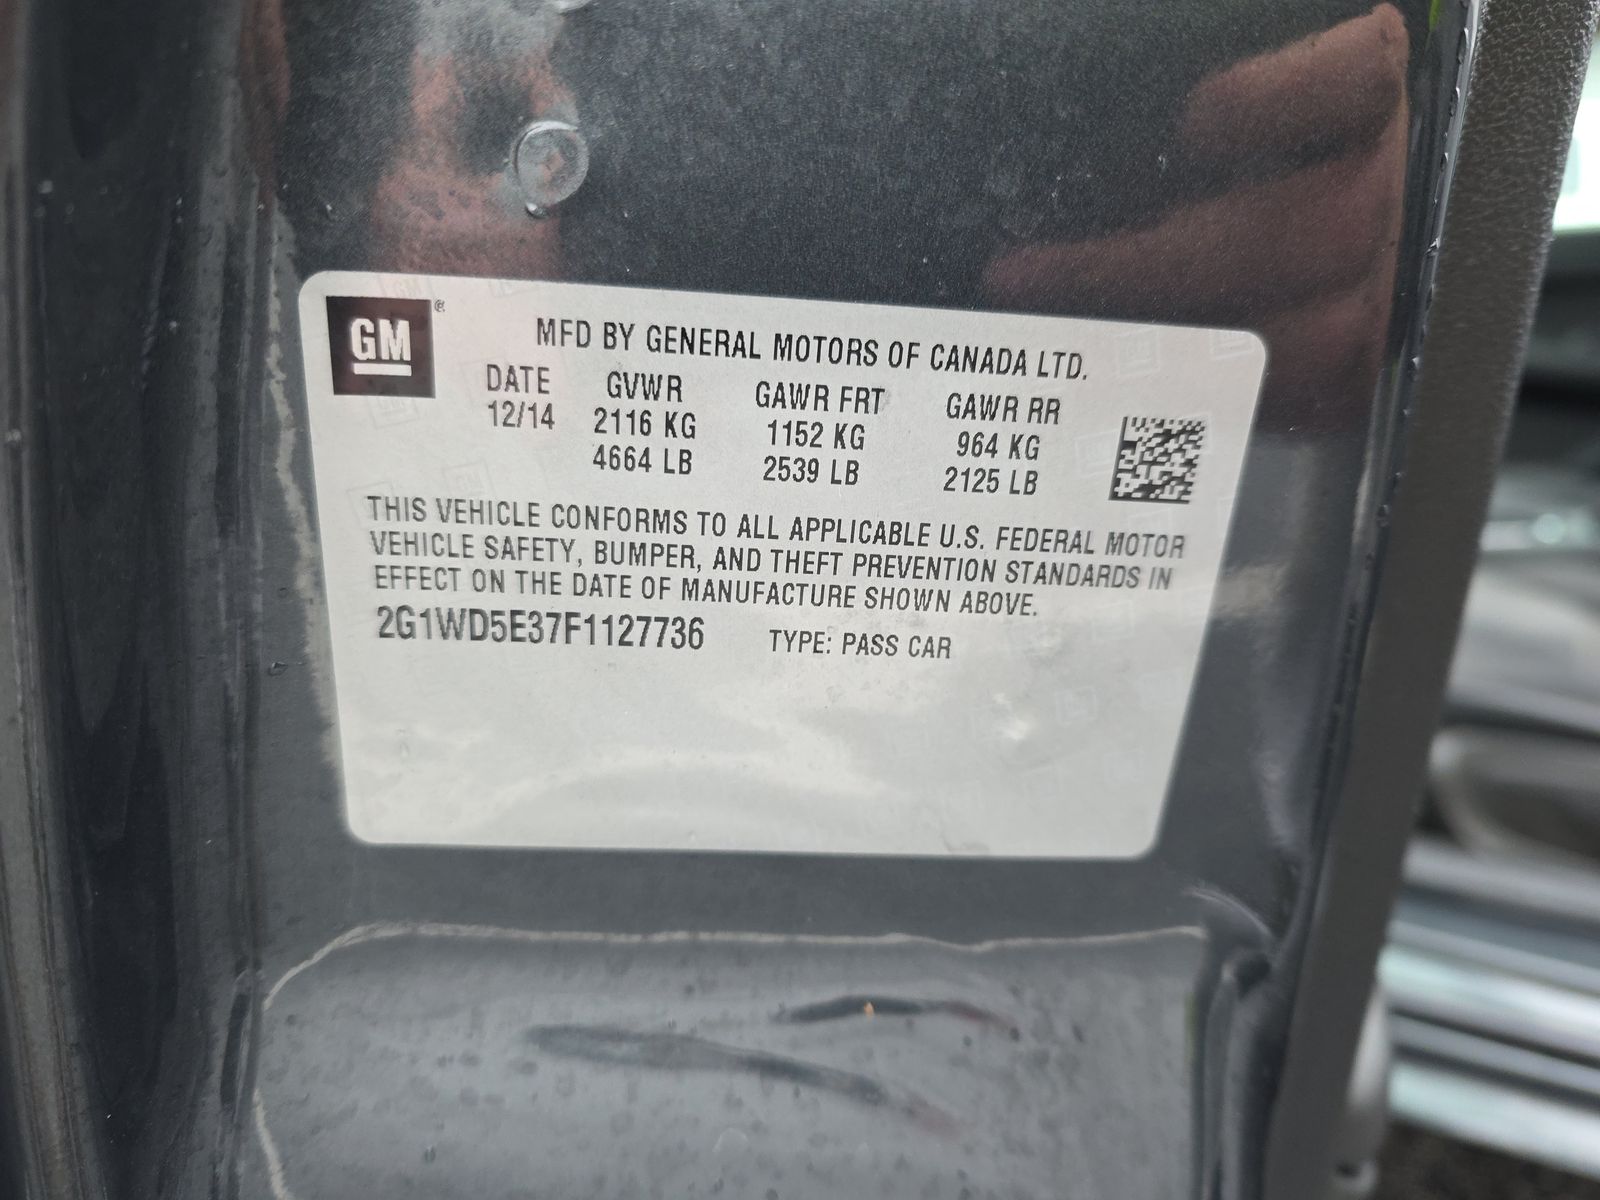 GM®
MFD BY GENERAL MOTORS OF CANADA LTD.
DATE GVWR GAWR FRT GAWR RR
12/14 2116 KG 1152 KG 964 KG
4664 LB 2539 LB 2125 LB
THIS VEHICLE CONFORMS TO ALL APPLICABLE U.S. FEDERAL MOTOR
VEHICLE SAFETY, BUMPER, AND THEFT PREVENTION STANDARDS IN
EFFECT ON THE DATE OF MANUFACTURE SHOWN ABOVE.
2G1WD5E37F1127736 TYPE: PASS CAR